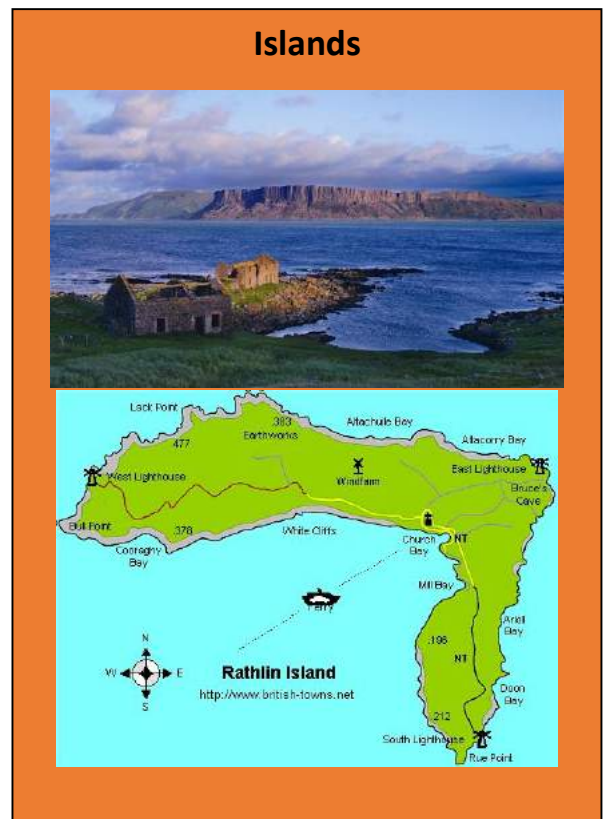 Islands
Lack Point
.383
Altachuile Bay
Earthworks
477
Altacorry Bay
West Lighthouse
East Lighthouse
Windfarm
Bruce's
Cave
Bull Point
.378
White Cliffs
Church
Bay
NT
Cooraghy
Bay
Mill Bay
Ferry
Ariel
Bay
.196
N
NT
W
E
Rathlin Island
Doon
Bay
S
http://www.british-towns.net
.212
South Lighthouse
Rue Point